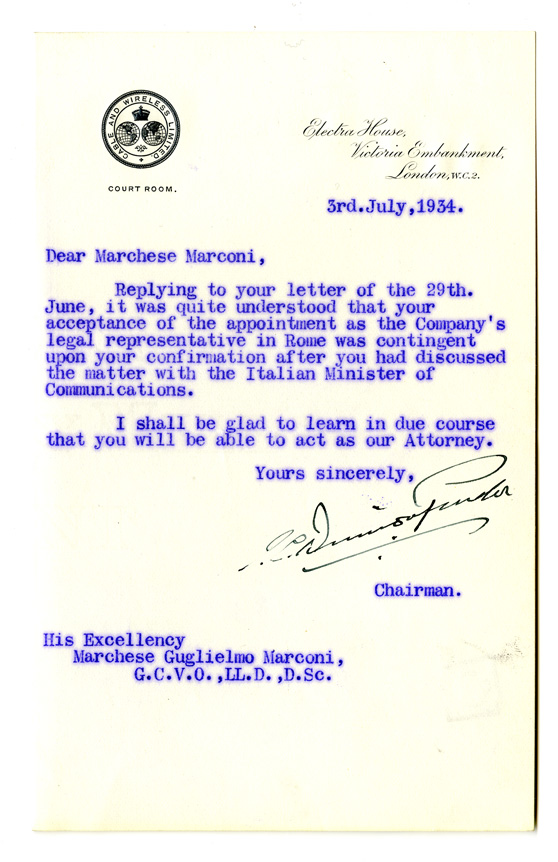 CABLE AND WIRELESS LIMITED
COURT ROOM.
Electra House,
Victoria Embankment,
London, W.C.2.
3rd.July,1934.
Dear Marchese Marconi,
Replying to your letter of the 29th.
June, it was quite understood that your
acceptance of the appointment as the Company's
legal representative in Rome was contingent
upon your confirmation after you had discussed
the matter with the Italian Minister of
Communications.
I shall be glad to learn in due course
that you will be able to act as our Attorney.
Yours sincerely,
Chairman.
His Excellency
Marchese Guglielmo Marconi,
G.C.V.O.,LL.D.,D.Sc.